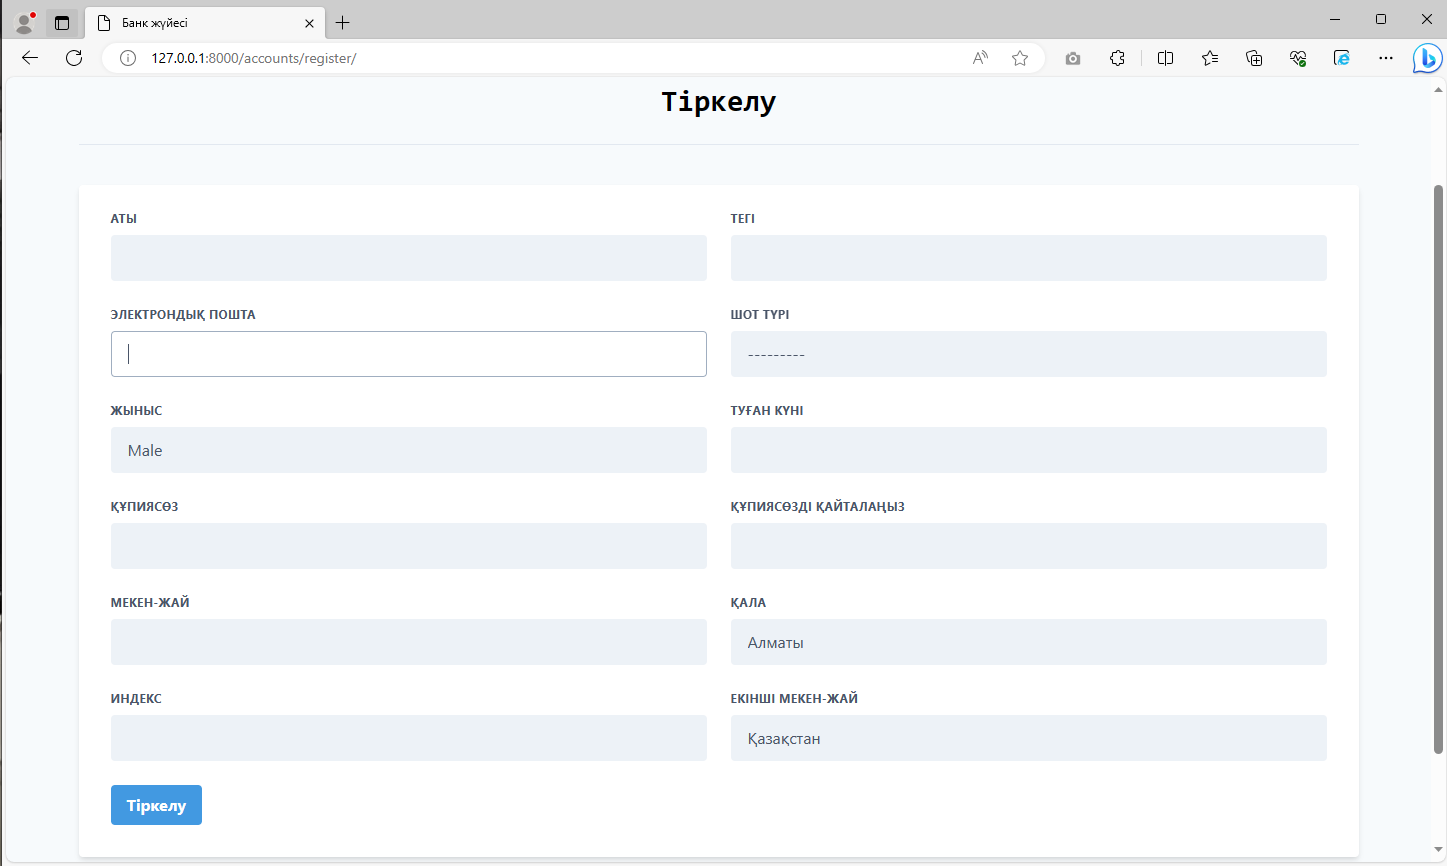 Банк жүйесі
127.0.0.1:8000/accounts/register/
Тіркелу
АТЫ
ТЕГІ
ЭЛЕКТРОНДЫҚ ПОШТА
ШОТ ТҮРІ
---------
ЖЫНЫС
ТУҒАН КҮНІ
Male
ҚҰПИЯСӨЗ
ҚҰПИЯСӨЗДІ ҚАЙТАЛАҢЫЗ
МЕКЕН-ЖАЙ
ҚАЛА
Алматы
ИНДЕКС
ЕКІНШІ МЕКЕН-ЖАЙ
Қазақстан
Тіркелу